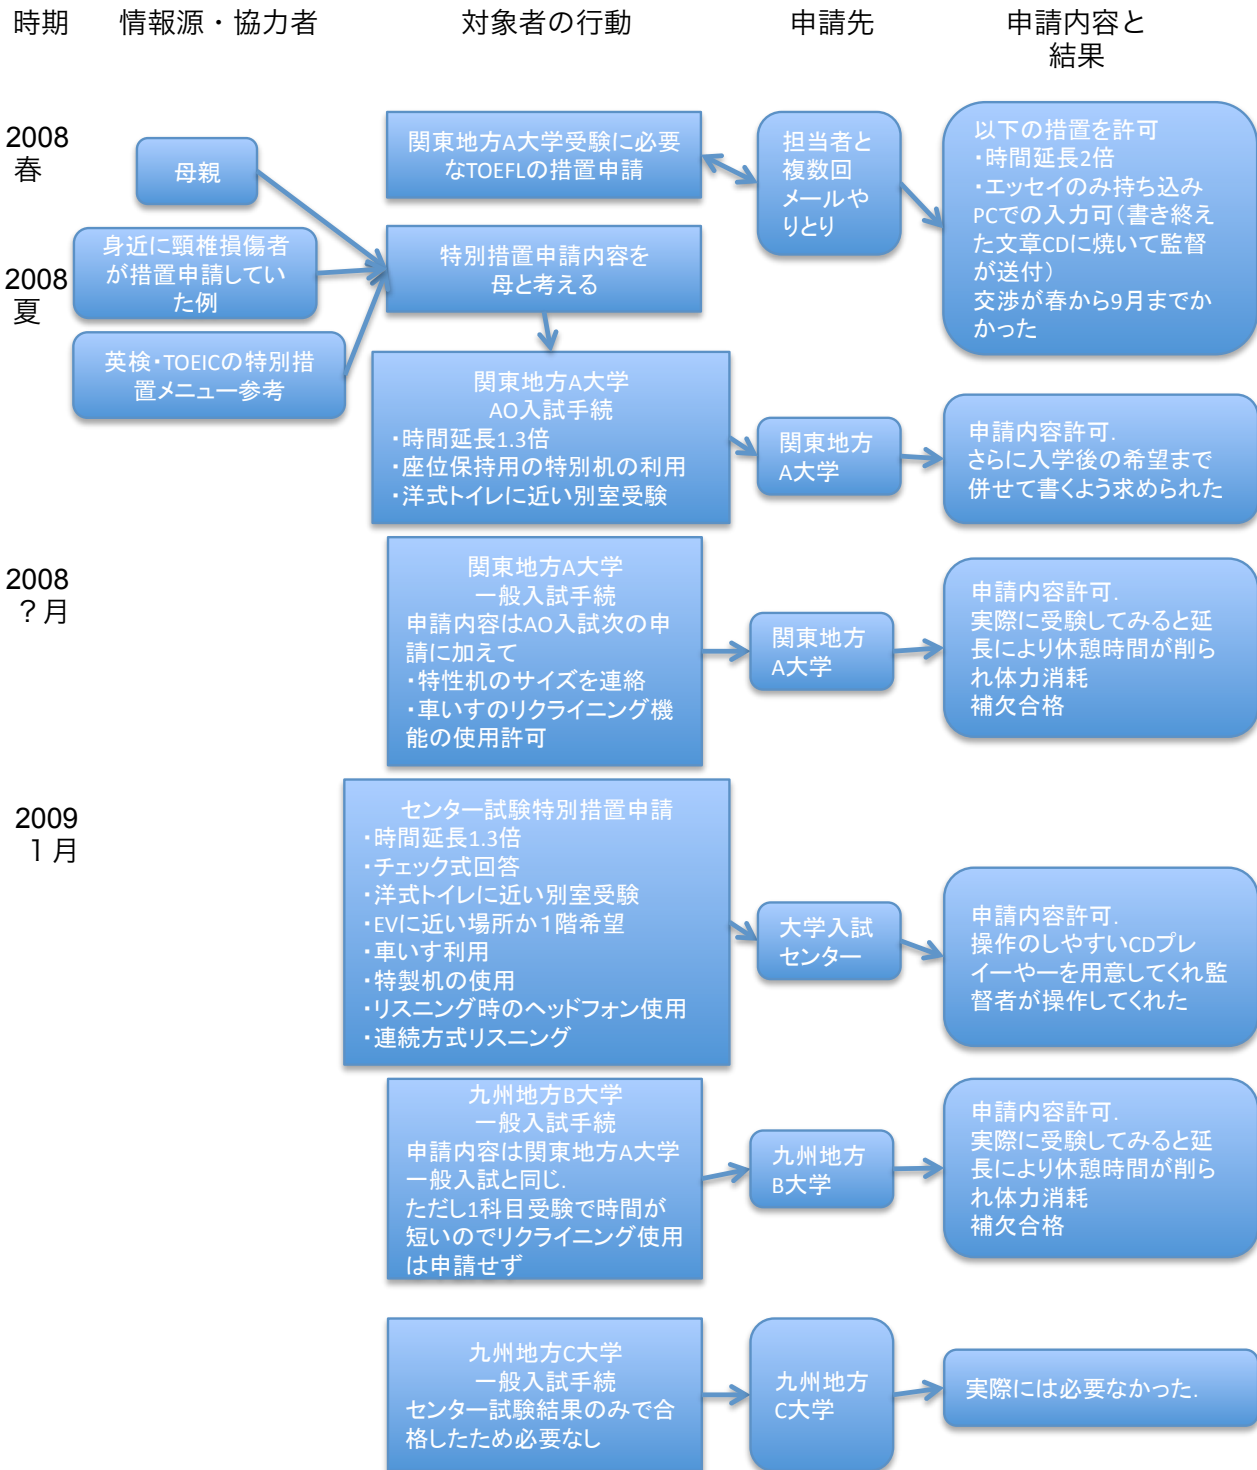 時期
情報源・協力者
対象者の行動
申請先
申請内容と
結果
2008
春
母親
関東地方A大学受験に必要
なTOEFLの措置申請
担当者と
複数回
メールや
りとり
以下の措置を許可
・時間延長2倍
・エッセイのみ持ち込み
PCでの入力可（書き終え
た文章CDに焼いて監督
が送付）
交渉が春から9月までか
かった
2008
夏
身近に頸椎損傷者
が措置申請してい
た例
英検・TOEICの特別措
置メニュー参考
特別措置申請内容を
母と考える
関東地方A大学
AO入試手続
・時間延長1.3倍
・座位保持用の特別机の利用
・洋式トイレに近い別室受験
関東地方
A大学
申請内容許可.
さらに入学後の希望まで
併せて書くよう求められた
2008
？月
関東地方A大学
一般入試手続
申請内容はAO入試次の申
請に加えて
・特性机のサイズを連絡
・車いすのリクライニング機
能の使用許可
関東地方
A大学
申請内容許可.
実際に受験してみると延
長により休憩時間が削ら
れ体力消耗
補欠合格
2009
１月
センター試験特別措置申請
・時間延長1.3倍
・チェック式回答
・洋式トイレに近い別室受験
・EVに近い場所か１階希望
・車いす利用
・特製机の使用
・リスニング時のヘッドフォン使用
・連続方式リスニング
大学入試
センター
申請内容許可.
操作のしやすいCDプレ
イーやーを用意してくれ監
督者が操作してくれた
九州地方B大学
一般入試手続
申請内容は関東地方A大学
一般入試と同じ.
ただし1科目受験で時間が
短いのでリクライニング使用
は申請せず
九州地方
B大学
申請内容許可.
実際に受験してみると延
長により休憩時間が削ら
れ体力消耗
補欠合格
九州地方C大学
一般入試手続
センター試験結果のみで合
格したため必要なし
九州地方
C大学
実際には必要なかった.